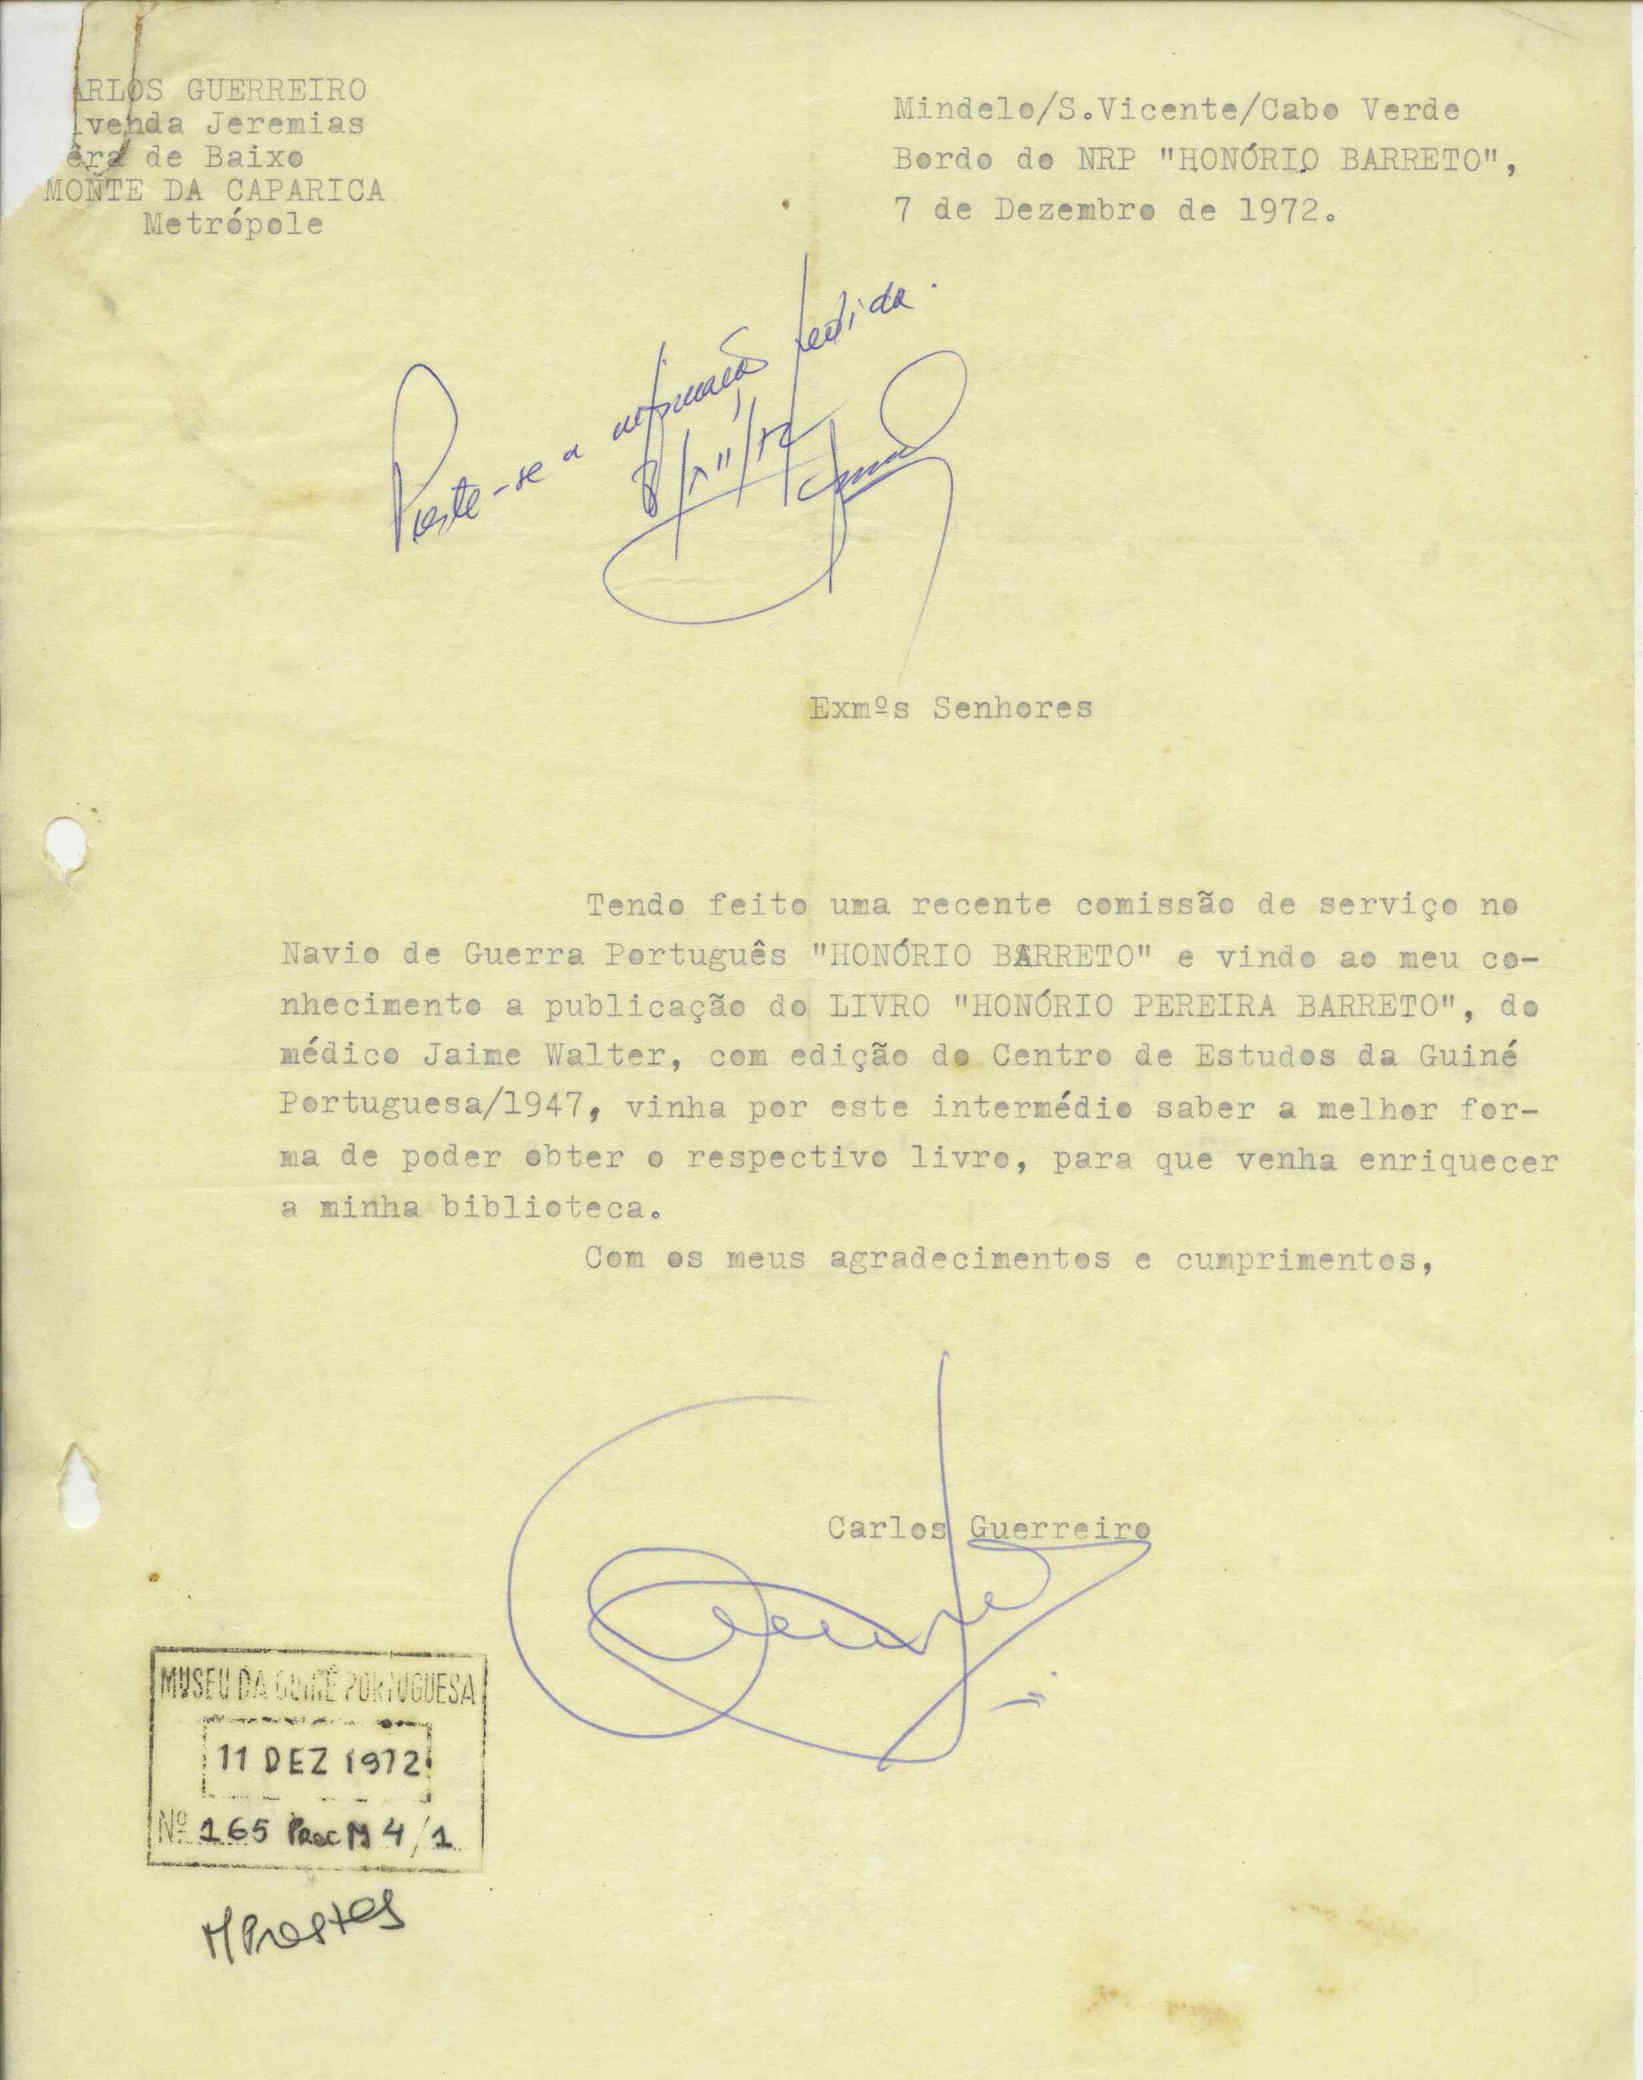 ARLOS GUERREIRO
venda Jeremias
êra de Baixo
MONTE DA CAPARICA
Metrópole
Mindelo/S.Vicente/Cabo Verde
Bordo do NRP "HONÓRIO BARRETO",
7 de Dezembro de 1972.
Preste-se a informação pedida.
Exmºs Senhores
Tendo feito uma recente comissão de serviço no
Navio de Guerra Português "HONÓRIO BARRETO" e vindo ao meu co-
nhecimento a publicação do LIVRO "HONÓRIO PEREIRA BARRETO", do
médico Jaime Walter, com edição do Centro de Estudos da Guiné
Portuguesa/1947, vinha por este intermédio saber a melhor for-
ma de poder obter o respectivo livro, para que venha enriquecer
a minha biblioteca.
Com os meus agradecimentos e cumprimentos,
Carlos Guerreiro
MUSEU DA GUINÉ PORTUGUESA
11 DEZ 1972
Nº 165 Proc M 4/1
MPrestes